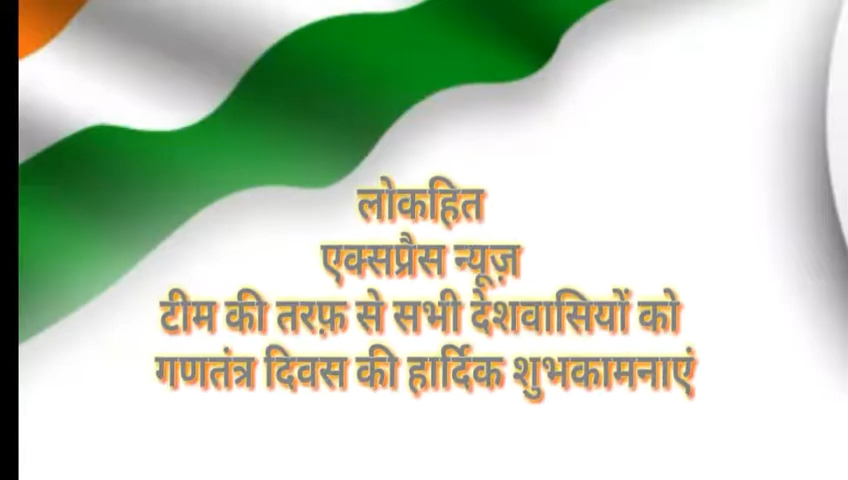 लोकहित
एक्सप्रैस न्यूज़
टीम की तरफ़ से सभी देशवासियों को
गणतंत्र दिवस की हार्दिक शुभकामनाएं